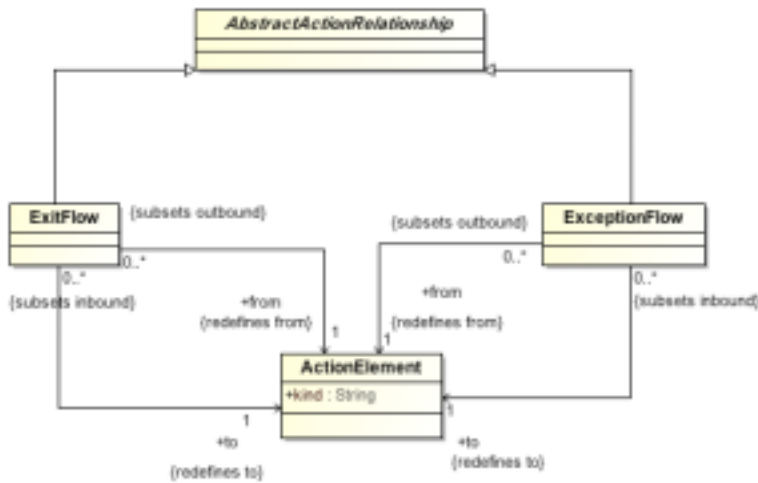 AbstractActionRelationship
ExitFlow
{subsets outbound}
ExceptionFlow
{subsets outbound}
0..*
0..*
0..*
0..*
{subsets inbound}
{subsets inbound}
+from
+from
{redefines from}
{redefines from}
1
1
ActionElement
+kind : String
1
1
+to
+to
{redefines to}
{redefines to}